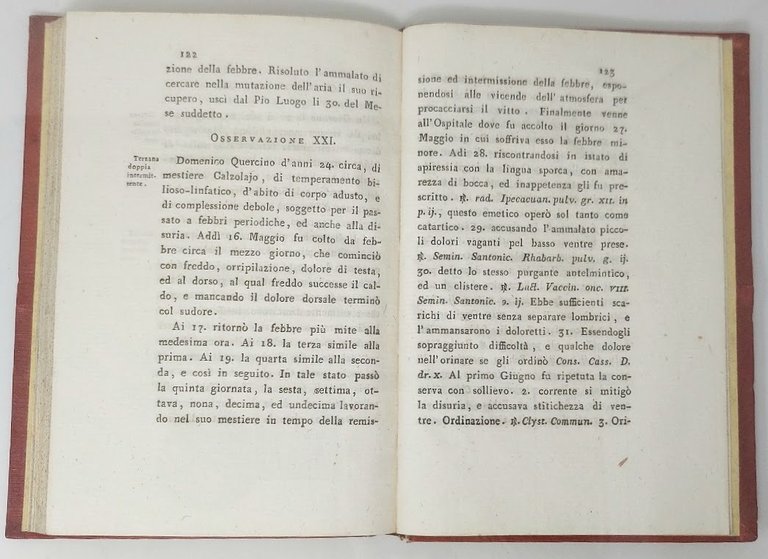 122
zione della febbre. Risoluto l'ammalato di
cercare nella mutazione dell'aria il suo ri-
cupero, uscì dal Pio Luogo li 30. del Me-
se suddetto.
OSSERVAZIONE XXI.
Terzana
doppia
intermit-
tente.
Domenico Quercino d'anni 24. circa, di
mestiere Calzolajo, di temperamento bi-
lioso-linfatico, d'abito di corpo adusto, e
di complessione debole, soggetto per il pas-
sato a febbri periodiche, ed anche alla di-
suria. Addì 16. Maggio fu colto da feb-
bre circa il mezzo giorno, che cominciò
con freddo, orripilazione, dolore di testa,
ed al dorso, al qual freddo successe il cal-
do, e mancando il dolore dorsale terminò
col sudore.
Ai 17. ritornò la febbre più mite alla
medesima ora. Ai 18. la terza simile alla
prima. Ai 19. la quarta simile alla secon-
da, e così in seguito. In tale stato passò
la quinta giornata, la sesta, settima, ot-
tava, nona, decima, ed undecima lavoran-
do nel suo mestiere in tempo della remis-
123
sione ed intermissione della febbre, espo-
nendosi alle vicende dell'atmosfera per
procacciarsi il vitto. Finalmente venne
all'Ospitale dove fu accolto il giorno 27.
Maggio in cui soffriva esso la febbre mi-
nore. Adi 28. riscontrandosi in istato di
apiressia con la lingua sporca, con ama-
rezza di bocca, ed inappetenza gli fu pre-
scritto. ℞. rad. Ipecacuan. pulv. gr. XII. in
p. ij., questo emetico operò sol tanto come
catartico. 29. accusando l'ammalato picco-
li dolori vaganti pel basso ventre prese.
℞. Semin. Santonic. Rhabarb. pulv. g. ij.
30. detto lo stesso purgante antelmintico,
ed un clistere. ℞. Lact. Vaccin. onc. VIII.
Semin. Santonic. 9. ij. Ebbe sufficienti sca-
richi di ventre senza separare lombrici, e
l'ammansarono i doloretti. 31. Essendogli
sopraggiunto difficoltà, e qualche dolore
nell'orinare se gli ordinò Cons. Cass. D.
dr. X. Al primo Giugno fu ripetuta la con-
serva con sollievo. 2. corrente si mitigò
la disuria, e accusava stitichezza di ven-
tre. Ordinazione. ℞. Clyst. Commun. 3. Ori-